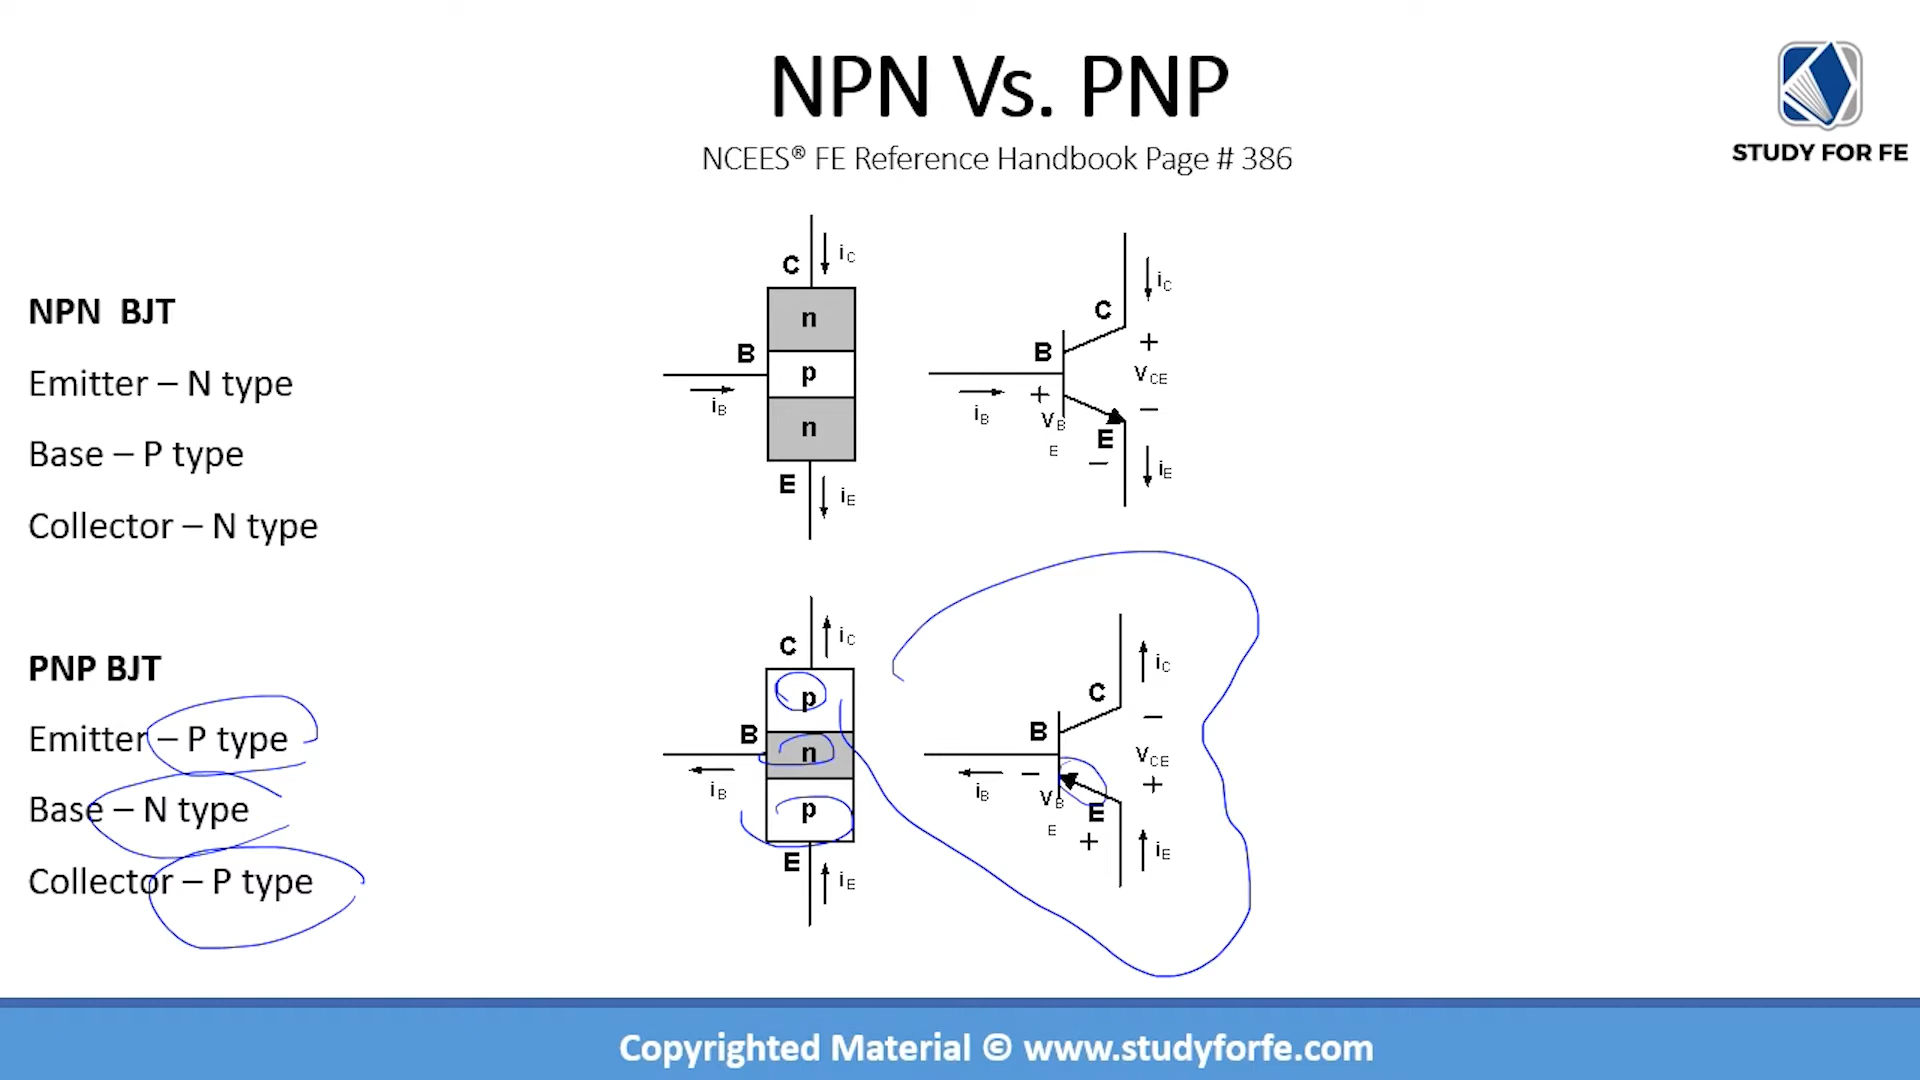 NPN Vs. PNP
NCEES® FE Reference Handbook Page # 386
STUDY FOR FE
NPN BJT
Emitter – N type
Base – P type
Collector – N type
C
iC
n
B
p
iB
n
E
iE
iC
C
B
+
VCE
iB
+
VB
E
–
E
–
iE
PNP BJT
Emitter – P type
Base – N type
Collector – P type
C
iC
p
B
n
iB
p
E
iE
iC
C
–
B
VCE
iB
–
+
VB
E
E
+
iE
Copyrighted Material © www.studyforfe.com